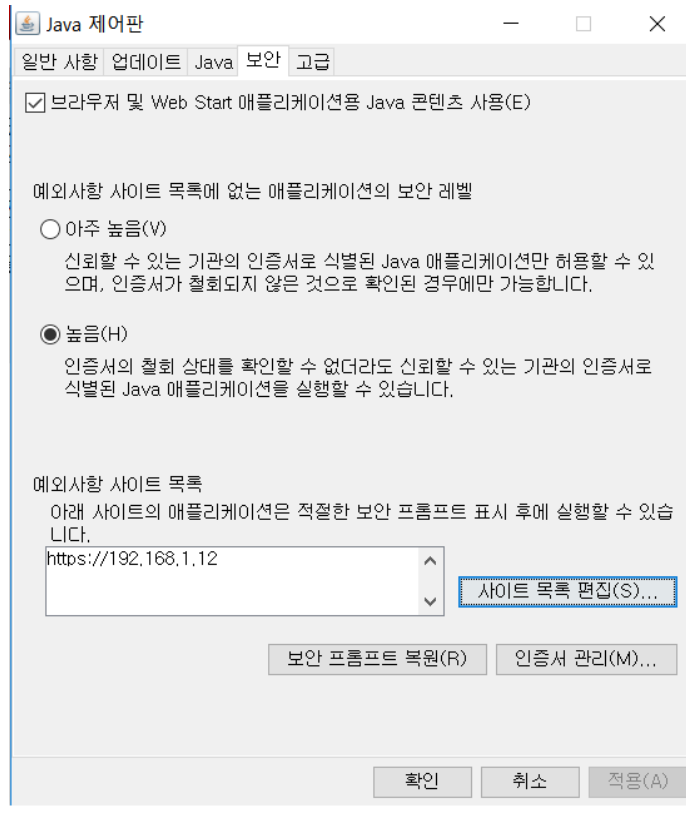 Java 제어판
일반 사항 업데이트 Java 보안 고급
브라우저 및 Web Start 애플리케이션용 Java 콘텐츠 사용(E)
예외사항 사이트 목록에 없는 애플리케이션의 보안 레벨
아주 높음(V)
신뢰할 수 있는 기관의 인증서로 식별된 Java 애플리케이션만 허용할 수 있
으며, 인증서가 철회되지 않은 것으로 확인된 경우에만 가능합니다.
높음(H)
인증서의 철회 상태를 확인할 수 없더라도 신뢰할 수 있는 기관의 인증서로
식별된 Java 애플리케이션을 실행할 수 있습니다.
예외사항 사이트 목록
아래 사이트의 애플리케이션은 적절한 보안 프롬프트 표시 후에 실행할 수 있습
니다.
https://192.168.1.12
사이트 목록 편집(S)...
보안 프롬프트 복원(R) 인증서 관리(M)...
확인 취소 적용(A)